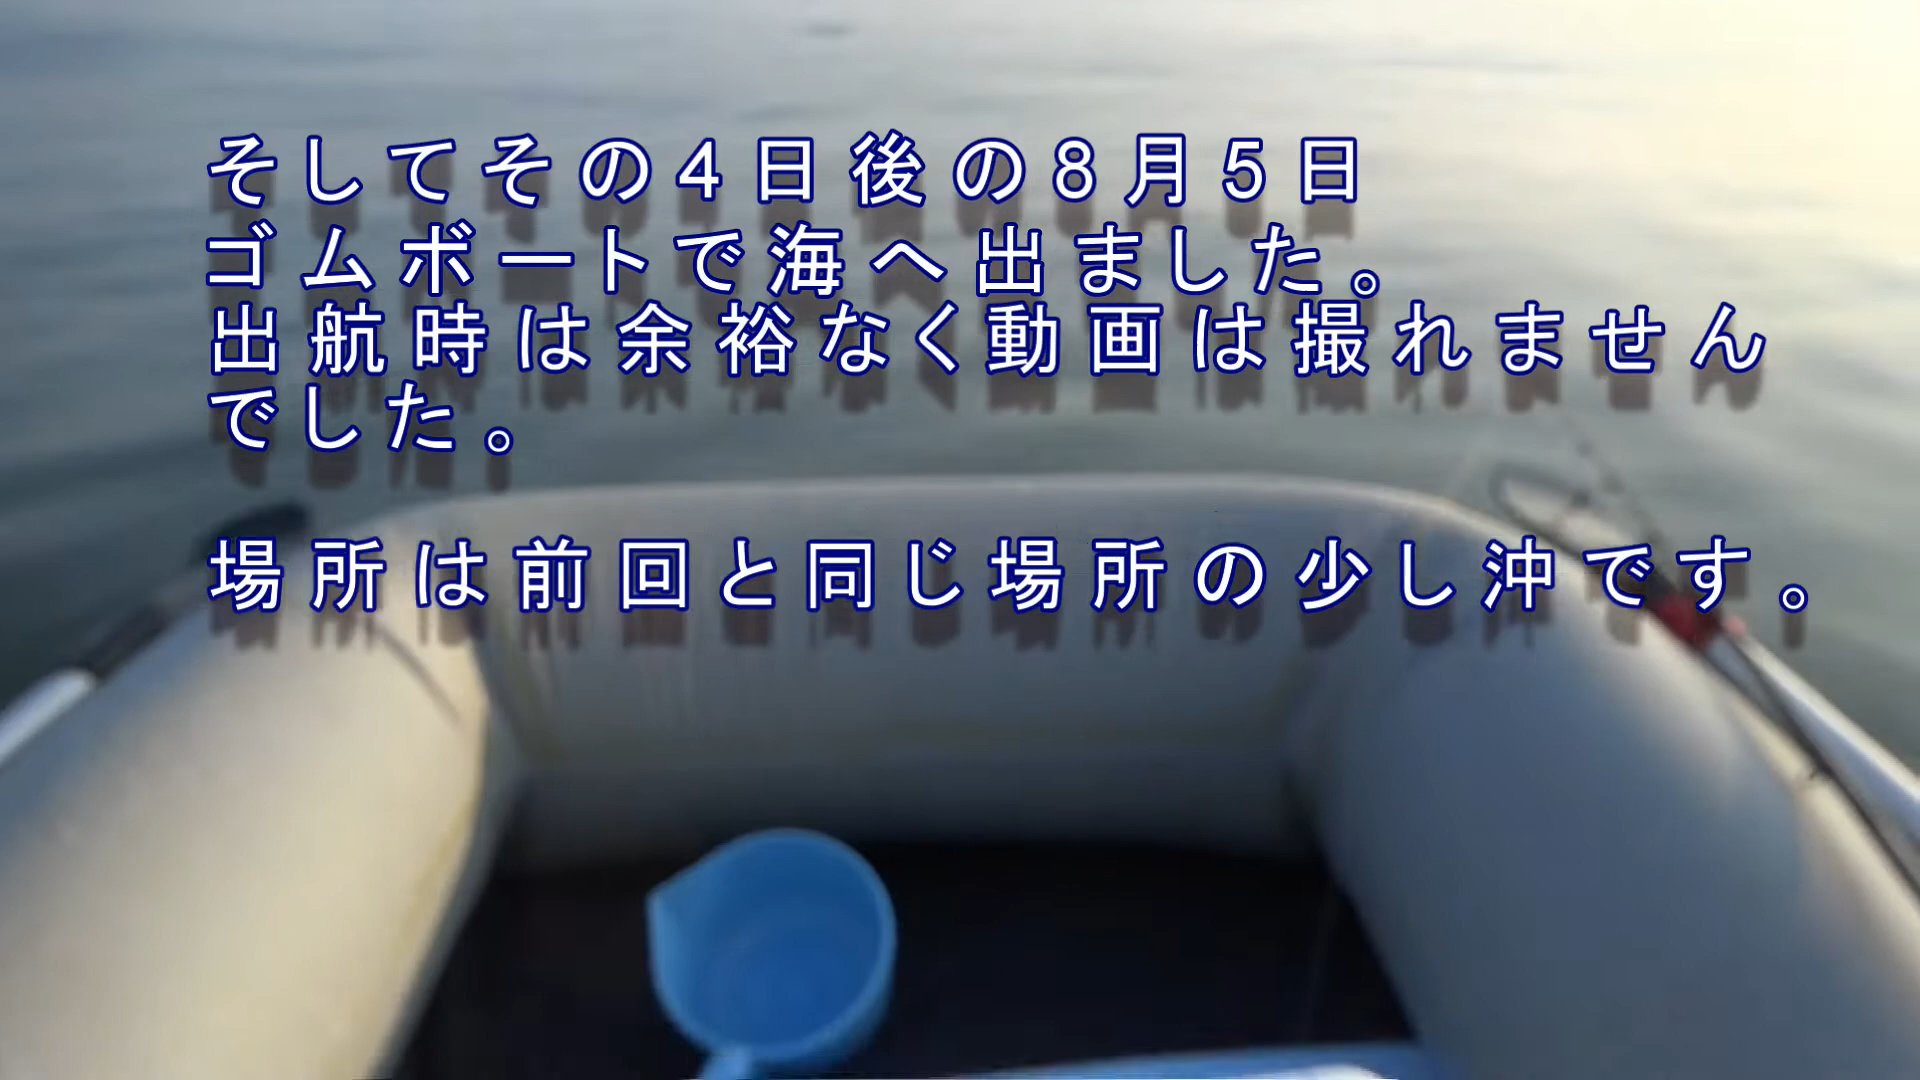 そしてその4日後の8月5日
ゴムボートで海へ出ました。
出航時は余裕なく動画は撮れません
でした。
場所は前回と同じ場所の少し沖です。